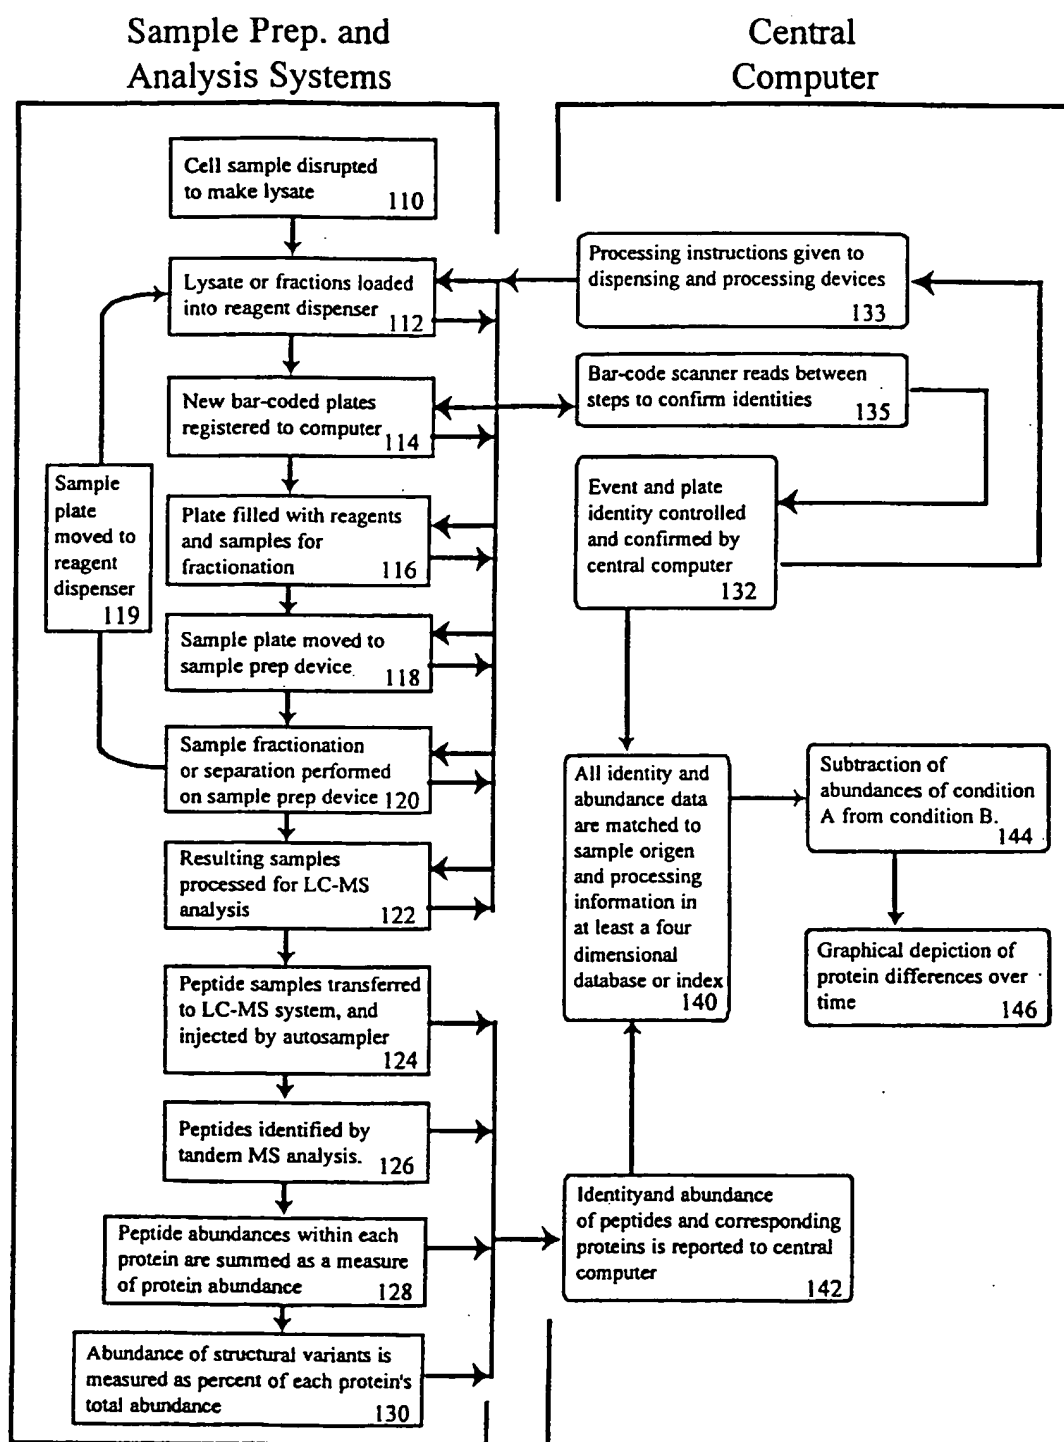 Sample Prep. and
Analysis Systems
Cell sample disrupted
to make lysate
110
Lysate or fractions loaded
into reagent dispenser
112
New bar-coded plates
registered to computer
114
Sample
plate
moved to
reagent
dispenser
119
Plate filled with reagents
and samples for
fractionation
116
Sample plate moved to
sample prep device
118
Sample fractionation
or separation performed
on sample prep device
120
Resulting samples
processed for LC-MS
analysis
122
Peptide samples transferred
to LC-MS system, and
injected by autosampler
124
Peptides identified by
tandem MS analysis.
126
Peptide abundances within each
protein are summed as a measure
of protein abundance
128
Abundance of structural variants is
measured as percent of each protein's
total abundance
130
Central
Computer
Processing instructions given to
dispensing and processing devices
133
Bar-code scanner reads between
steps to confirm identities
135
Event and plate
identity controlled
and confirmed by
central computer
132
All identity and
abundance data
are matched to
sample origen
and processing
information in
at least a four
dimensional
database or index
140
Subtraction of
abundances of condition
A from condition B.
144
Graphical depiction of
protein differences over
time
146
Identityand abundance
of peptides and corresponding
proteins is reported to central
computer
142